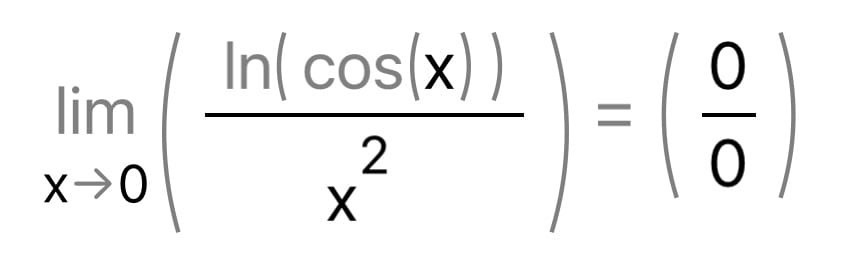 lim x→0 ( ln( cos(x) ) / x² ) = ( 0 / 0 )